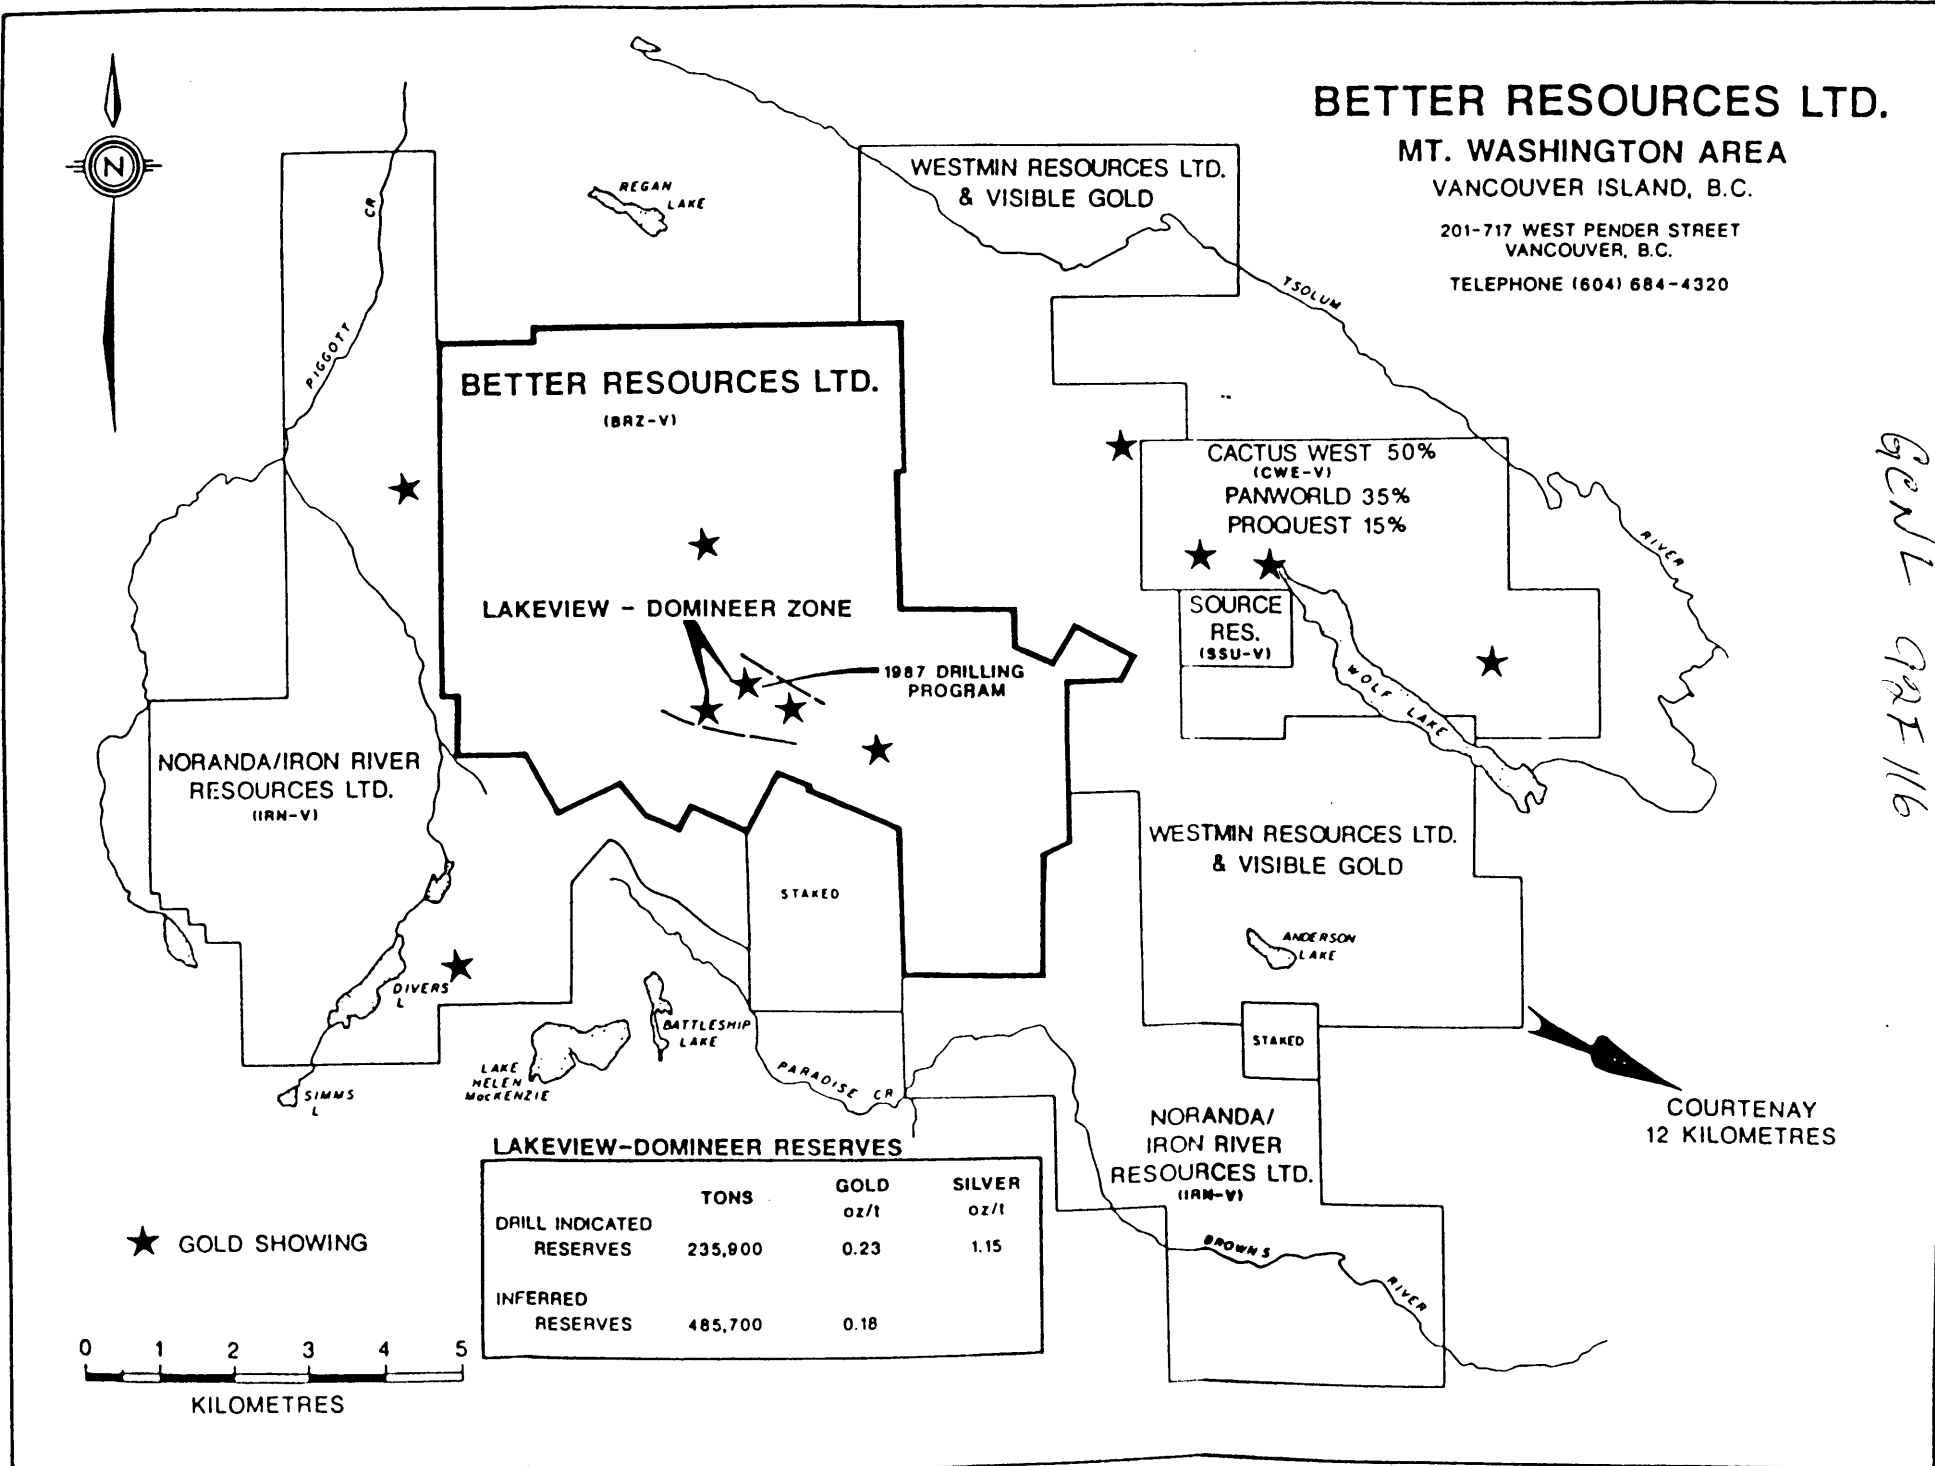 BETTER RESOURCES LTD.
MT. WASHINGTON AREA
VANCOUVER ISLAND, B.C.
201-717 WEST PENDER STREET
VANCOUVER, B.C.
TELEPHONE (604) 684-4320
N
WESTMIN RESOURCES LTD.
& VISIBLE GOLD
REGAN
LAKE
PIGGOTT
CR
TSOLUM
RIVER
BETTER RESOURCES LTD.
(BRZ-V)
CACTUS WEST 50%
(CWE-V)
PANWORLD 35%
PROQUEST 15%
LAKEVIEW - DOMINEER ZONE
1987 DRILLING
PROGRAM
SOURCE
RES.
(SSU-V)
WOLF LAKE
NORANDA/IRON RIVER
RESOURCES LTD.
(IRN-V)
WESTMIN RESOURCES LTD.
& VISIBLE GOLD
STAKED
ANDERSON
LAKE
DIVERS
L
BATTLESHIP
LAKE
LAKE
HELEN
MacKENZIE
SIMMS
L
PARADISE CR
STAKED
COURTENAY
12 KILOMETRES
NORANDA/
IRON RIVER
RESOURCES LTD.
(IRN-V)
BROWNS
RIVER
LAKEVIEW-DOMINEER RESERVES
TONS GOLD SILVER
oz/t oz/t
DRILL INDICATED
RESERVES 235,900 0.23 1.15
INFERRED
RESERVES 485,700 0.18
GOLD SHOWING
0 1 2 3 4 5
KILOMETRES
GENL 92F 116